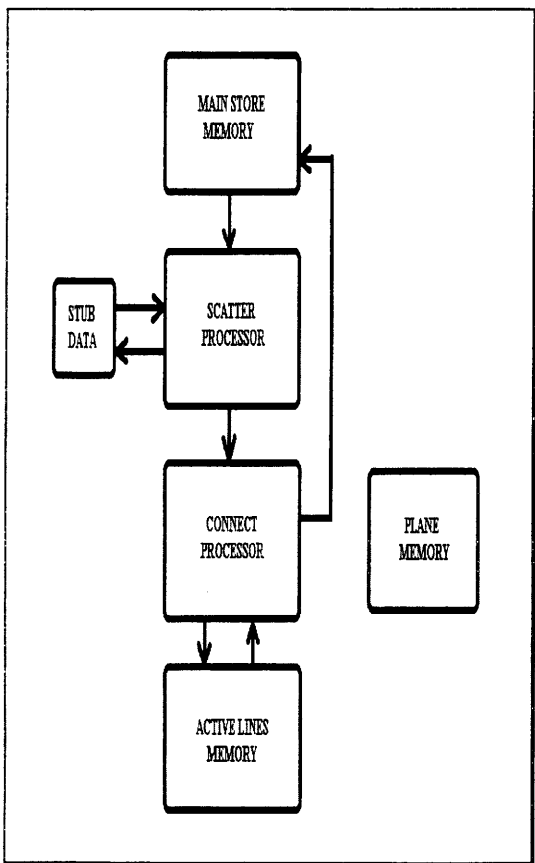 MAIN STORE
MEMORY
STUB
DATA
SCATTER
PROCESSOR
CONNECT
PROCESSOR
PLANE
MEMORY
ACTIVE LINES
MEMORY